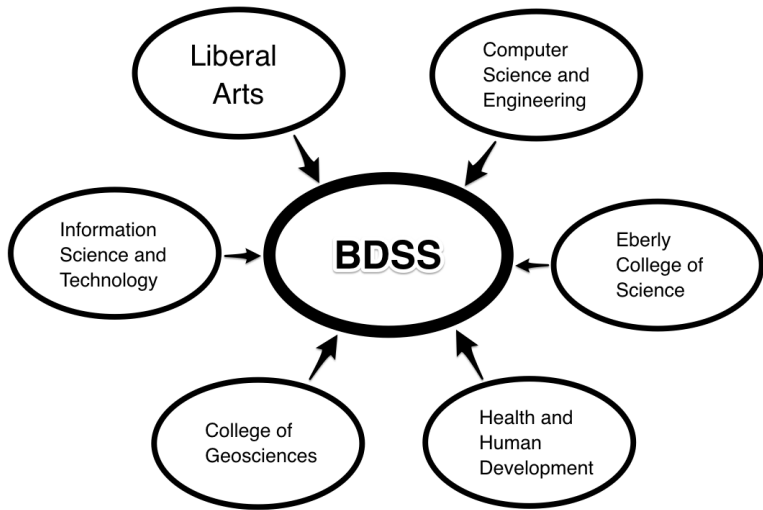 Liberal
Arts
Computer
Science and
Engineering
Information
Science and
Technology
BDSS
Eberly
College of
Science
College of
Geosciences
Health and
Human
Development